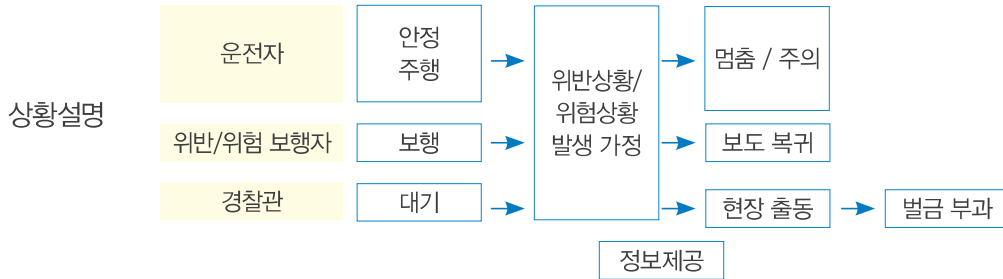 상황설명
운전자
안정
주행
위반상황/
위험상황
발생 가정
멈춤 / 주의
위반/위험 보행자
보행
보도 복귀
경찰관
대기
현장 출동
벌금 부과
정보제공